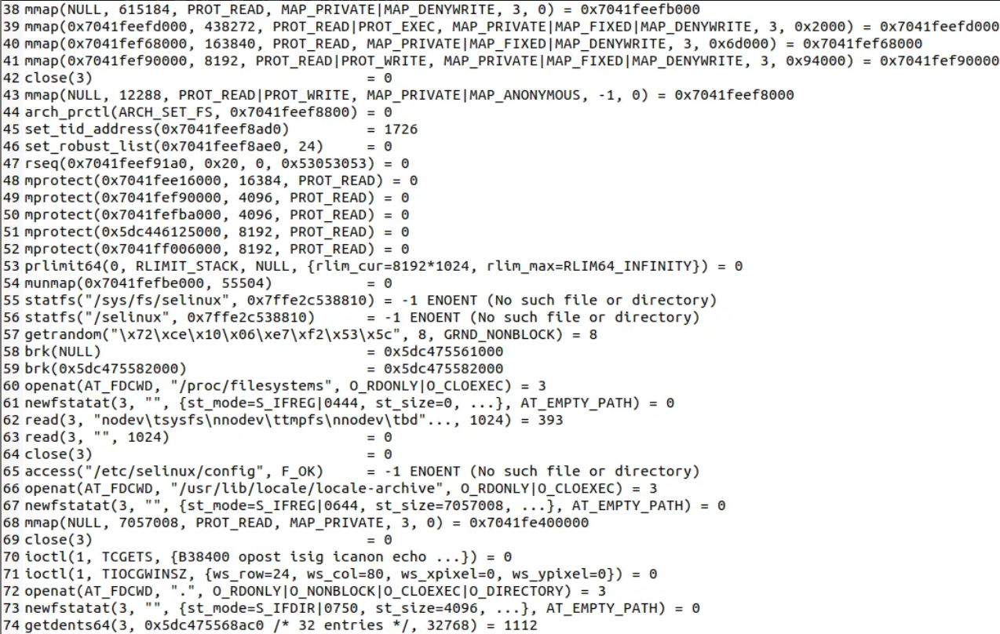 38 mmap(NULL, 615184, PROT_READ, MAP_PRIVATE|MAP_DENYWRITE, 3, 0) = 0x7041feefb000
39 mmap(0x7041feefd000, 438272, PROT_READ|PROT_EXEC, MAP_PRIVATE|MAP_FIXED|MAP_DENYWRITE, 3, 0x2000) = 0x7041feefd000
40 mmap(0x7041fef68000, 163840, PROT_READ, MAP_PRIVATE|MAP_FIXED|MAP_DENYWRITE, 3, 0x6d000) = 0x7041fef68000
41 mmap(0x7041fef90000, 8192, PROT_READ|PROT_WRITE, MAP_PRIVATE|MAP_FIXED|MAP_DENYWRITE, 3, 0x94000) = 0x7041fef90000
42 close(3) = 0
43 mmap(NULL, 12288, PROT_READ|PROT_WRITE, MAP_PRIVATE|MAP_ANONYMOUS, -1, 0) = 0x7041feef8000
44 arch_prctl(ARCH_SET_FS, 0x7041feef8800) = 0
45 set_tid_address(0x7041feef8ad0) = 1726
46 set_robust_list(0x7041feef8ae0, 24) = 0
47 rseq(0x7041feef91a0, 0x20, 0, 0x53053053) = 0
48 mprotect(0x7041fee16000, 16384, PROT_READ) = 0
49 mprotect(0x7041fef90000, 4096, PROT_READ) = 0
50 mprotect(0x7041fefba000, 4096, PROT_READ) = 0
51 mprotect(0x5dc446125000, 8192, PROT_READ) = 0
52 mprotect(0x7041ff006000, 8192, PROT_READ) = 0
53 prlimit64(0, RLIMIT_STACK, NULL, {rlim_cur=8192*1024, rlim_max=RLIM64_INFINITY}) = 0
54 munmap(0x7041fefbe000, 55504) = 0
55 statfs("/sys/fs/selinux", 0x7ffe2c538810) = -1 ENOENT (No such file or directory)
56 statfs("/selinux", 0x7ffe2c538810) = -1 ENOENT (No such file or directory)
57 getrandom("\x72\xce\x10\x06\xe7\xf2\x53\x5c", 8, GRND_NONBLOCK) = 8
58 brk(NULL) = 0x5dc475561000
59 brk(0x5dc475582000) = 0x5dc475582000
60 openat(AT_FDCWD, "/proc/filesystems", O_RDONLY|O_CLOEXEC) = 3
61 newfstatat(3, "", {st_mode=S_IFREG|0444, st_size=0, ...}, AT_EMPTY_PATH) = 0
62 read(3, "nodev\tsysfs\nnodev\ttmpfs\nnodev\tbd"..., 1024) = 393
63 read(3, "", 1024) = 0
64 close(3) = 0
65 access("/etc/selinux/config", F_OK) = -1 ENOENT (No such file or directory)
66 openat(AT_FDCWD, "/usr/lib/locale/locale-archive", O_RDONLY|O_CLOEXEC) = 3
67 newfstatat(3, "", {st_mode=S_IFREG|0644, st_size=7057008, ...}, AT_EMPTY_PATH) = 0
68 mmap(NULL, 7057008, PROT_READ, MAP_PRIVATE, 3, 0) = 0x7041fe400000
69 close(3) = 0
70 ioctl(1, TCGETS, {B38400 opost isig icanon echo ...}) = 0
71 ioctl(1, TIOCGWINSZ, {ws_row=24, ws_col=80, ws_xpixel=0, ws_ypixel=0}) = 0
72 openat(AT_FDCWD, ".", O_RDONLY|O_NONBLOCK|O_CLOEXEC|O_DIRECTORY) = 3
73 newfstatat(3, "", {st_mode=S_IFDIR|0750, st_size=4096, ...}, AT_EMPTY_PATH) = 0
74 getdents64(3, 0x5dc475568ac0 /* 32 entries */, 32768) = 1112